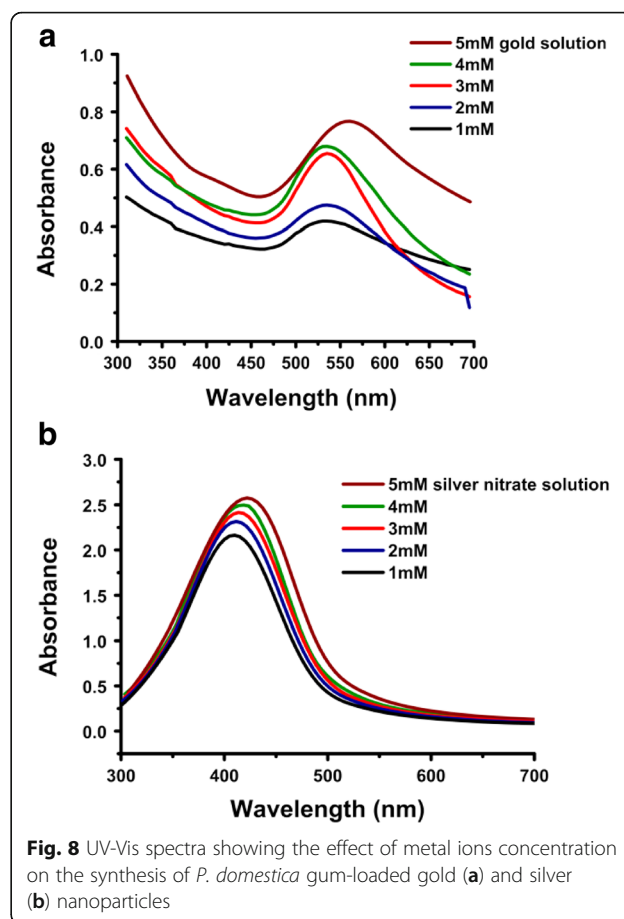 a
5mM gold solution
4mM
3mM
2mM
1mM
1.0
0.8
0.6
0.4
0.2
0.0
Absorbance
300 350 400 450 500 550 600 650 700
Wavelength (nm)
b
5mM silver nitrate solution
4mM
3mM
2mM
1mM
3.0
2.5
2.0
1.5
1.0
0.5
0.0
Absorbance
300 400 500 600 700
Wavelength (nm)
Fig. 8 UV-Vis spectra showing the effect of metal ions concentration
on the synthesis of P. domestica gum-loaded gold (a) and silver
(b) nanoparticles